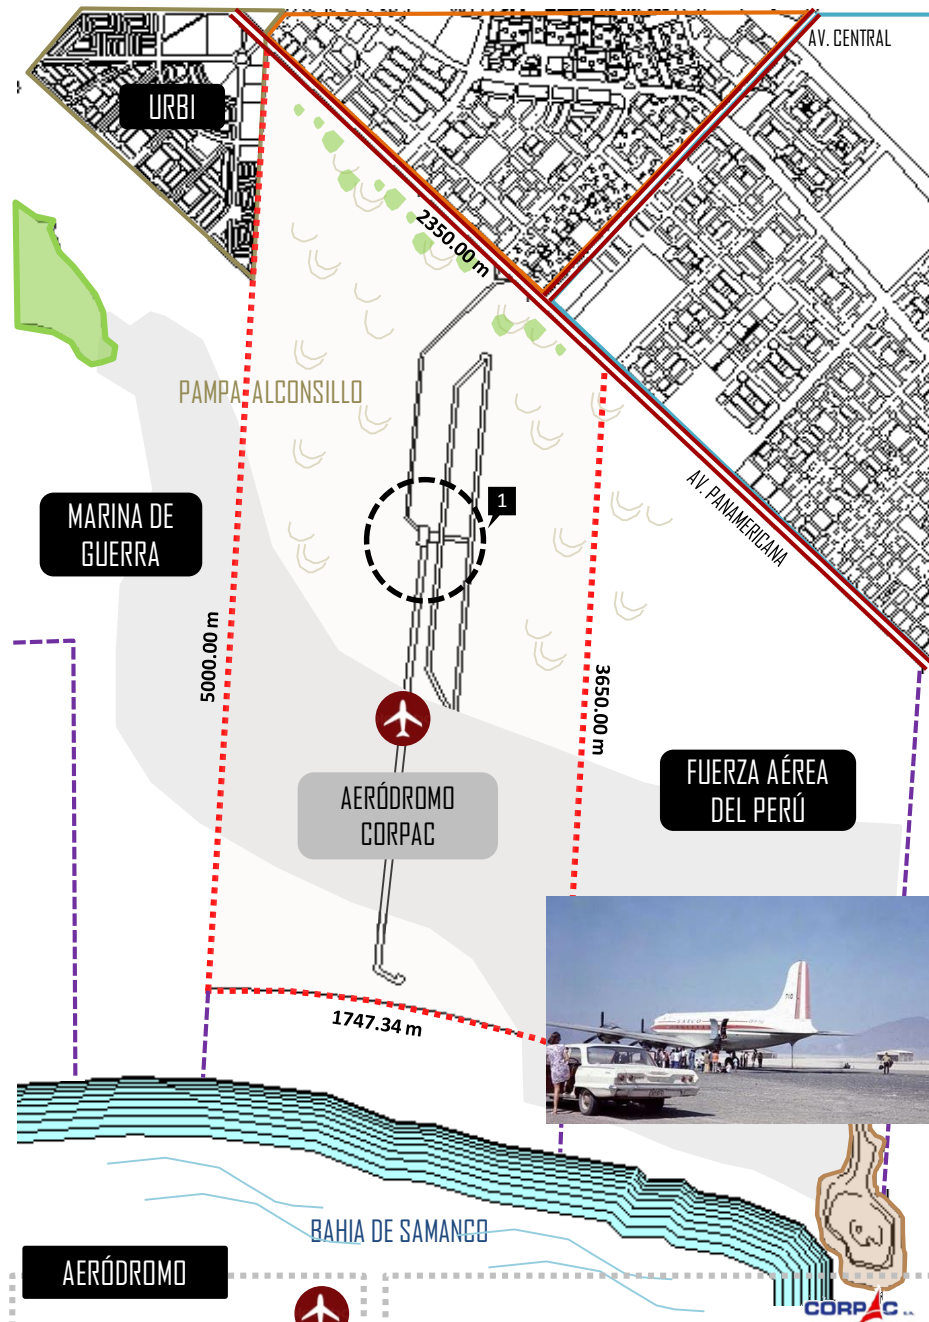 AV. CENTRAL
URBI
2350.00 m
PAMPA ALCONSILLO
1
MARINA DE
GUERRA
AV. PANAMERICANA
5000.00 m
3650.00 m
FUERZA AÉREA
DEL PERÚ
AERÓDROMO
CORPAC
1747.34 m
BAHIA DE SAMANCO
AERÓDROMO
CORPAC